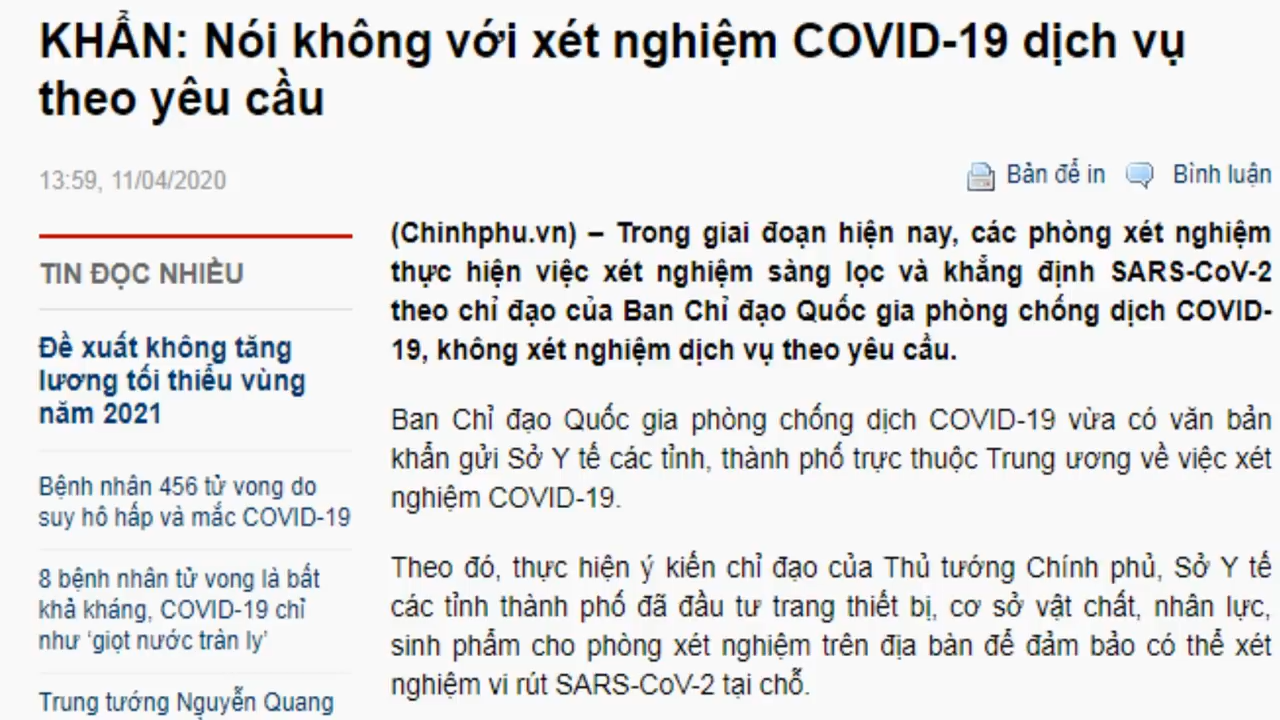 KHẨN: Nói không với xét nghiệm COVID-19 dịch vụ
theo yêu cầu
13:59, 11/04/2020
Bản để in
Bình luận
TIN ĐỌC NHIỀU
Đề xuất không tăng
lương tối thiểu vùng
năm 2021
Bệnh nhân 456 tử vong do
suy hô hấp và mắc COVID-19
8 bệnh nhân tử vong là bất
khả kháng, COVID-19 chỉ
như ‘giọt nước tràn ly’
Trung tướng Nguyễn Quang
(Chinhphu.vn) – Trong giai đoạn hiện nay, các phòng xét nghiệm
thực hiện việc xét nghiệm sàng lọc và khẳng định SARS-CoV-2
theo chỉ đạo của Ban Chỉ đạo Quốc gia phòng chống dịch COVID-
19, không xét nghiệm dịch vụ theo yêu cầu.
Ban Chỉ đạo Quốc gia phòng chống dịch COVID-19 vừa có văn bản
khẩn gửi Sở Y tế các tỉnh, thành phố trực thuộc Trung ương về việc xét
nghiệm COVID-19.
Theo đó, thực hiện ý kiến chỉ đạo của Thủ tướng Chính phủ, Sở Y tế
các tỉnh thành phố đã đầu tư trang thiết bị, cơ sở vật chất, nhân lực,
sinh phẩm cho phòng xét nghiệm trên địa bàn để đảm bảo có thể xét
nghiệm vi rút SARS-CoV-2 tại chỗ.